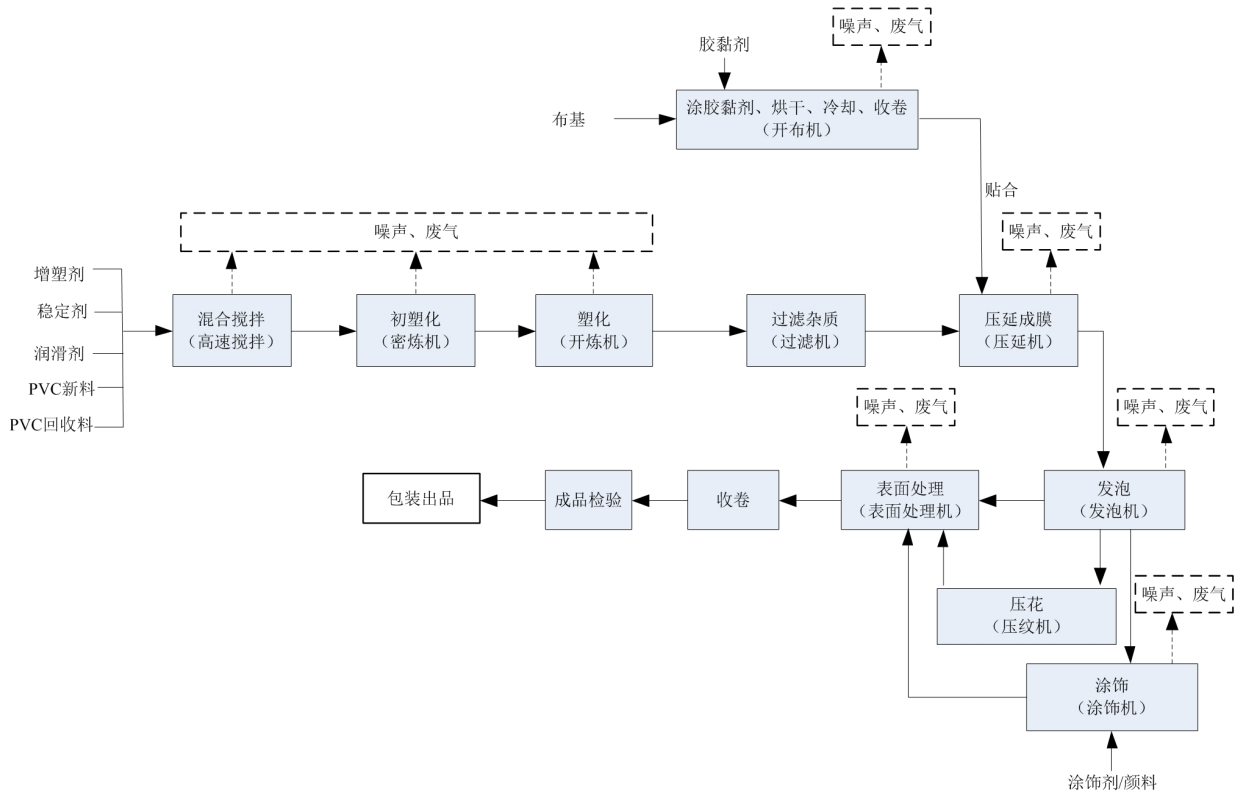 噪声、废气
胶黏剂
布基
涂胶黏剂、烘干、冷却、收卷
（开布机）
贴合
噪声、废气
噪声、废气
增塑剂
稳定剂
润滑剂
PVC新料
PVC回收料
混合搅拌
（高速搅拌）
初塑化
（密炼机）
塑化
（开炼机）
过滤杂质
（过滤机）
压延成膜
（压延机）
噪声、废气
噪声、废气
包装出品
成品检验
收卷
表面处理
（表面处理机）
发泡
（发泡机）
噪声、废气
压花
（压纹机）
涂饰
（涂饰机）
涂饰剂/颜料